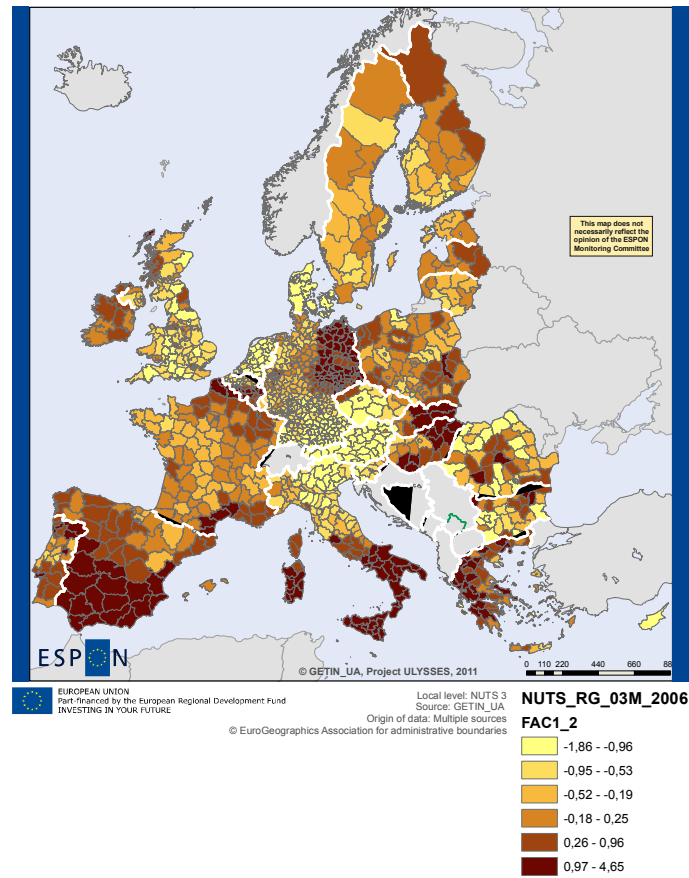 This map does not
necessarily reflect the
opinion of the ESPON
Monitoring Committee
ESPON
© GETIN_UA, Project ULYSSES, 2011
0 110 220 440 660 88
EUROPEAN UNION
Part-financed by the European Regional Development Fund
INVESTING IN YOUR FUTURE
Local level: NUTS 3
Source: GETIN_UA
Origin of data: Multiple sources
© EuroGeographics Association for administrative boundaries
NUTS_RG_03M_2006
FAC1_2
-1,86 - -0,96
-0,95 - -0,53
-0,52 - -0,19
-0,18 - 0,25
0,26 - 0,96
0,97 - 4,65